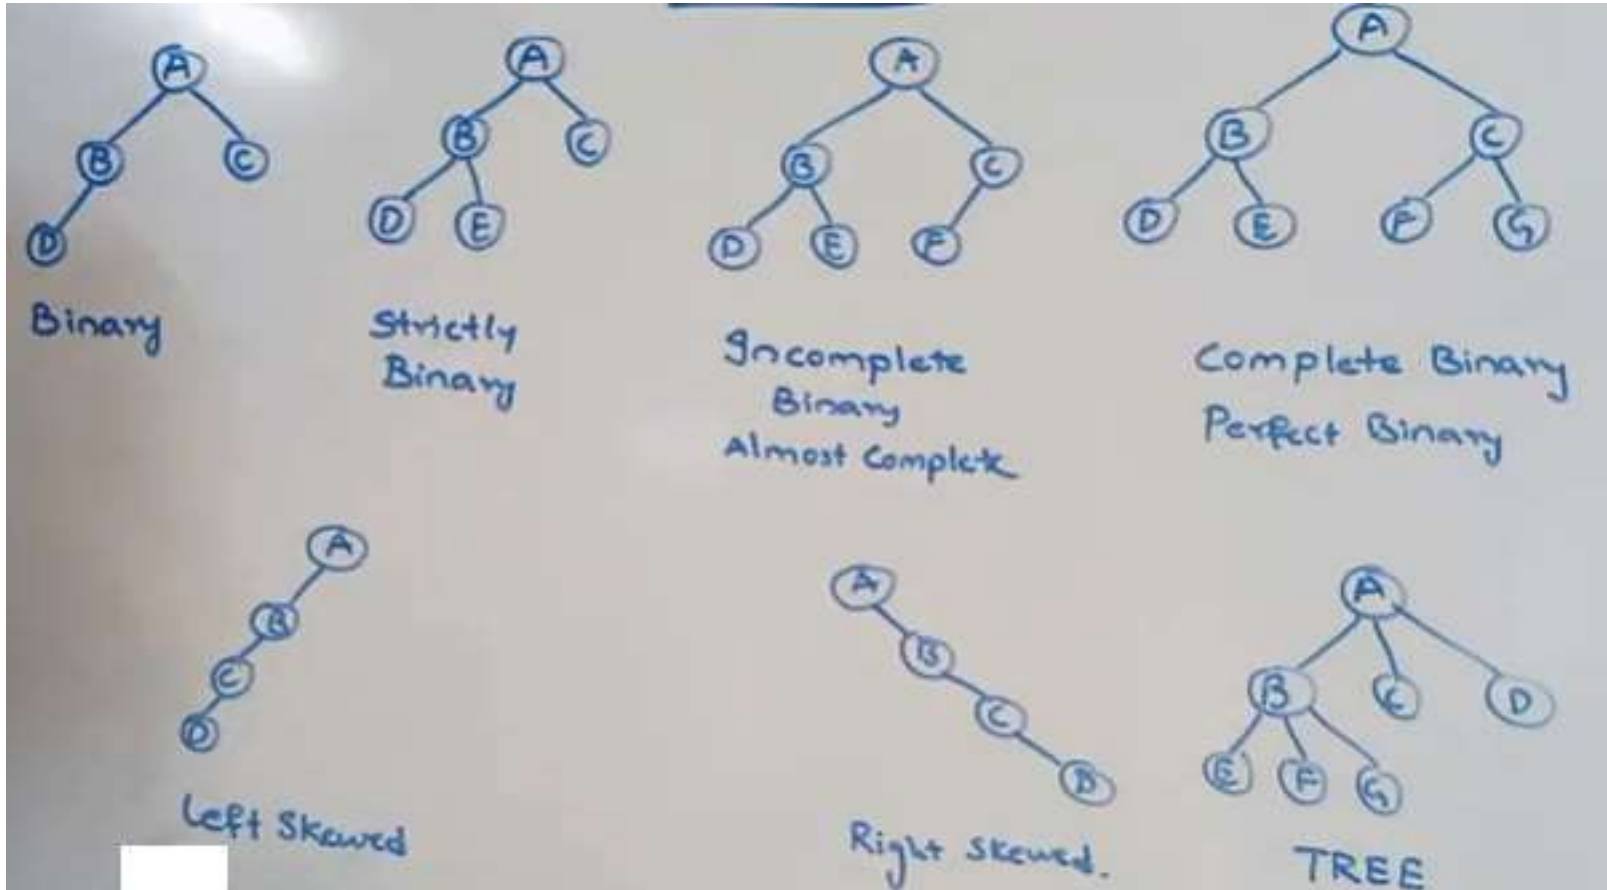 A
B C
D
Binary
A
B C
D E
Strictly
Binary
A
B C
D E F
Incomplete
Binary
Almost Complete
A
B C
D E F G
Complete Binary
Perfect Binary
A
B
C
D
Left Skewed
A
B
C
D
Right Skewed.
A
B C D
E F G
TREE